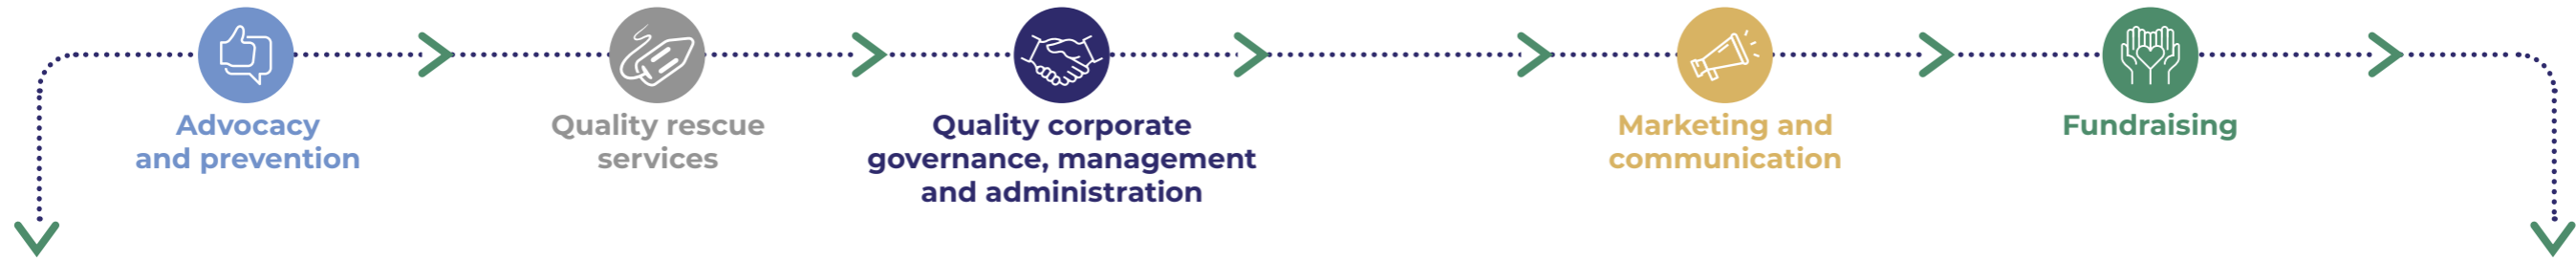 Advocacy
and prevention
Quality rescue
services
Quality corporate
governance, management
and administration
Marketing and
communication
Fundraising